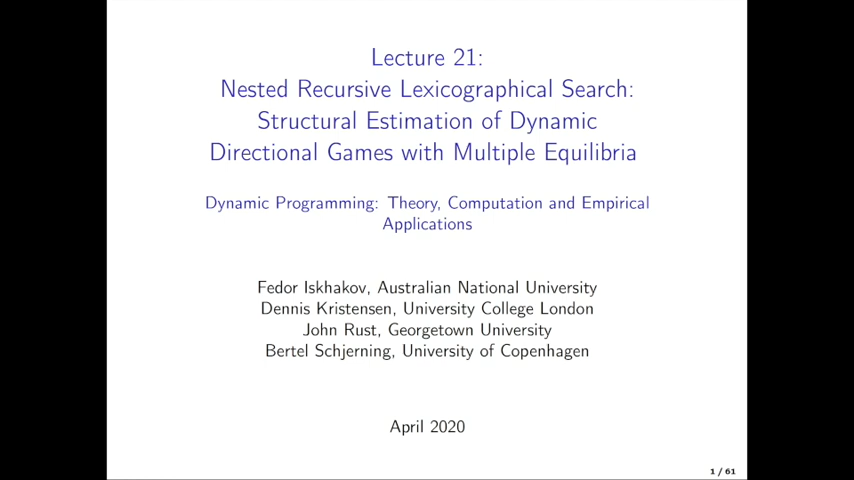 Lecture 21:
Nested Recursive Lexicographical Search:
Structural Estimation of Dynamic
Directional Games with Multiple Equilibria
Dynamic Programming: Theory, Computation and Empirical
Applications
Fedor Iskhakov, Australian National University
Dennis Kristensen, University College London
John Rust, Georgetown University
Bertel Schjerning, University of Copenhagen
April 2020
1 / 61